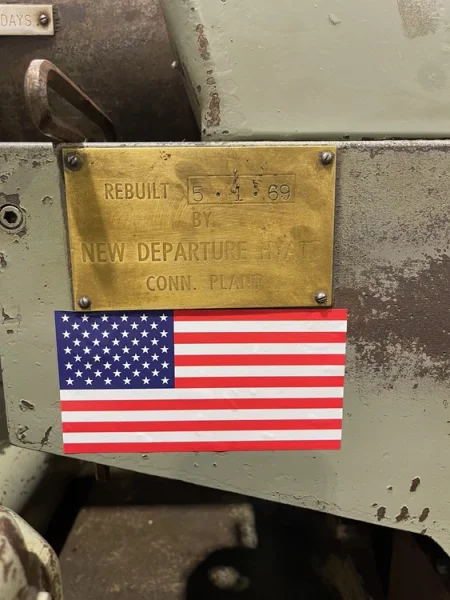 DAYS
REBUILT 5·1·69
BY
NEW DEPARTURE HYATT
CONN. PLANT